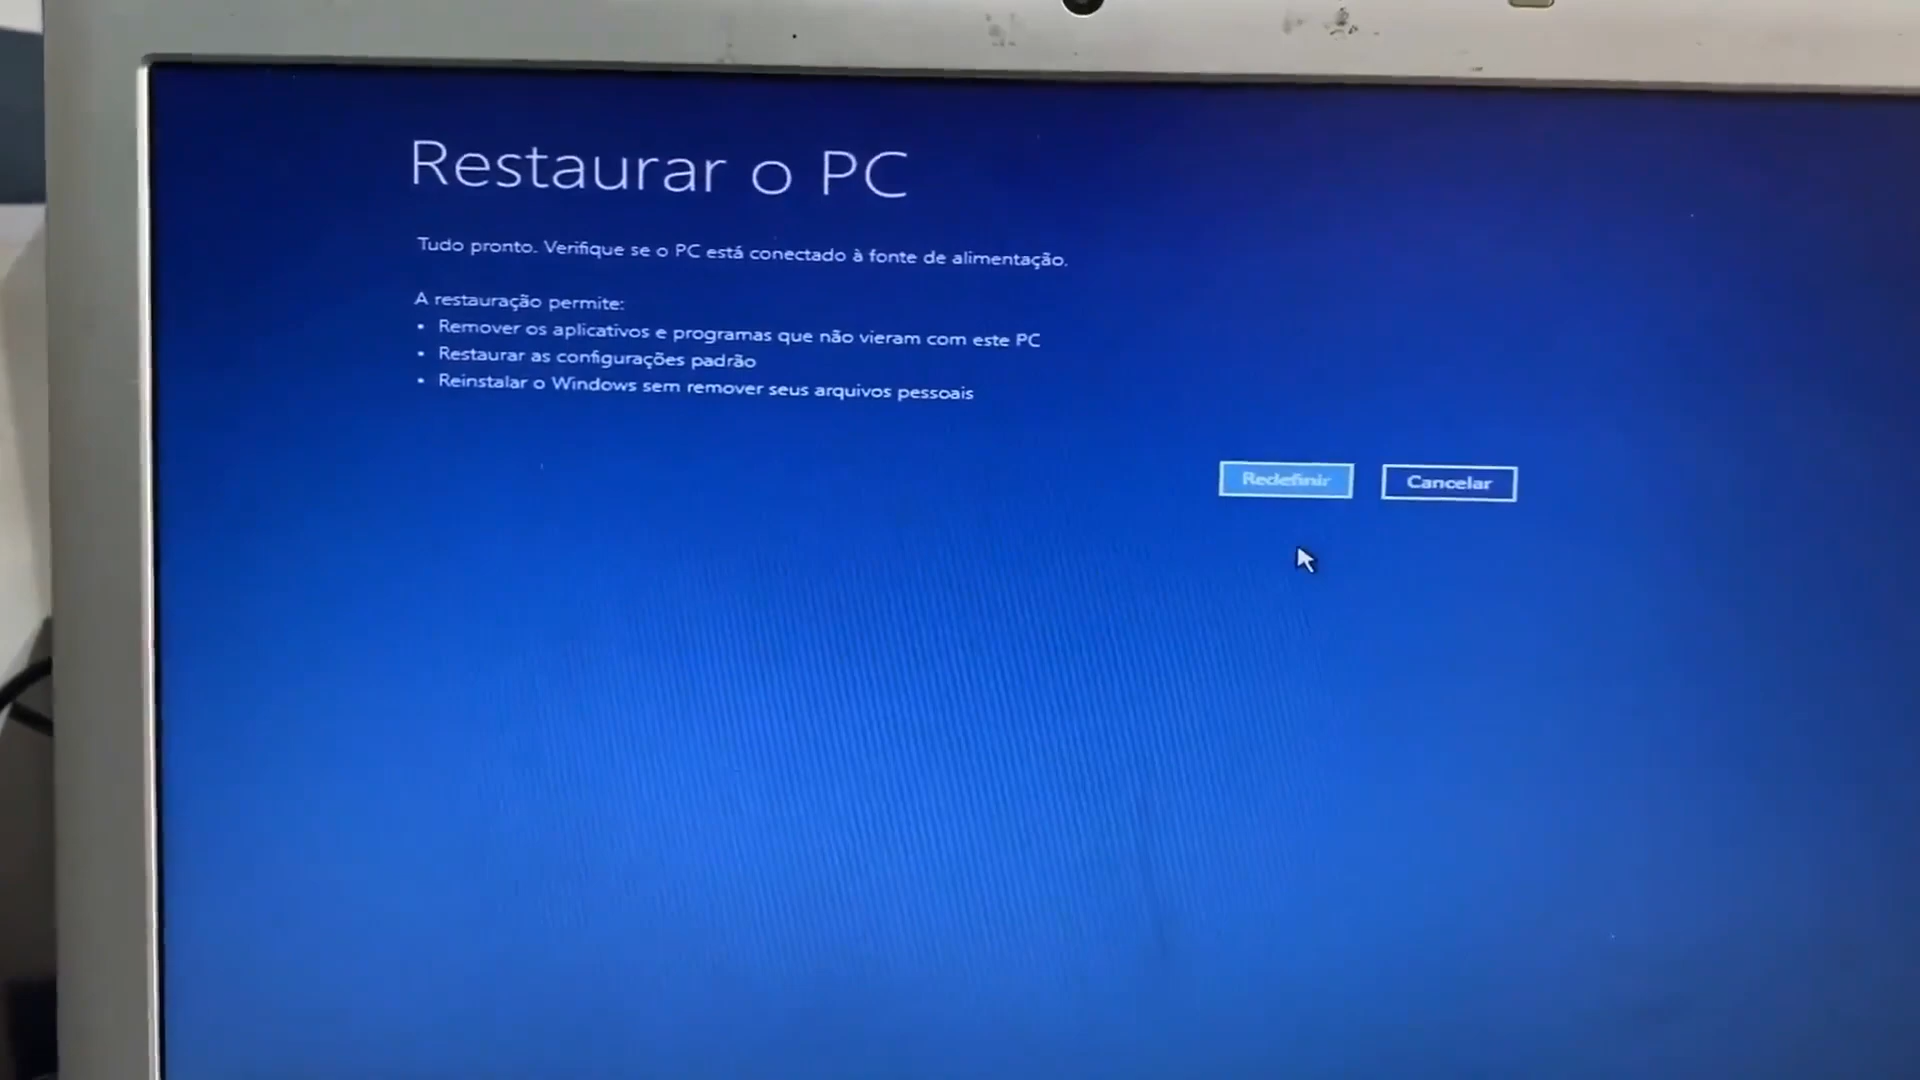 Restaurar o PC
Tudo pronto. Verifique se o PC está conectado à fonte de alimentação.
A restauração permite:
• Remover os aplicativos e programas que não vieram com este PC
• Restaurar as configurações padrão
• Reinstalar o Windows sem remover seus arquivos pessoais
Redefinir
Cancelar